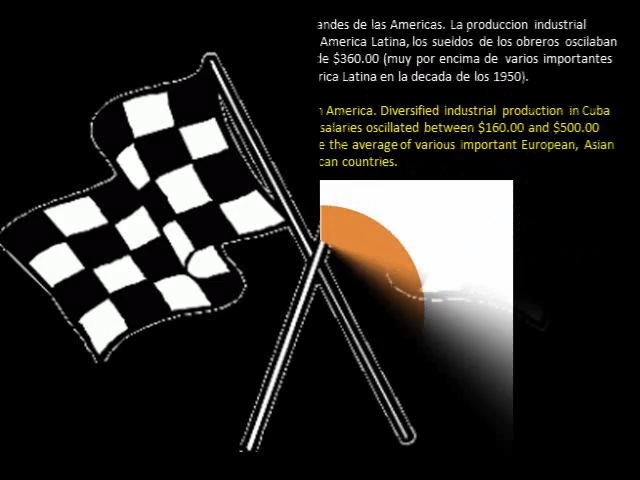 andes de las Americas. La produccion industrial
America Latina, los sueldos de los obreros oscilaban
de $360.00 (muy por encima de varios importantes
rica Latina en la decada de los 1950).
America. Diversified industrial production in Cuba
salaries oscillated between $160.00 and $500.00
e the average of various important European, Asian
can countries.